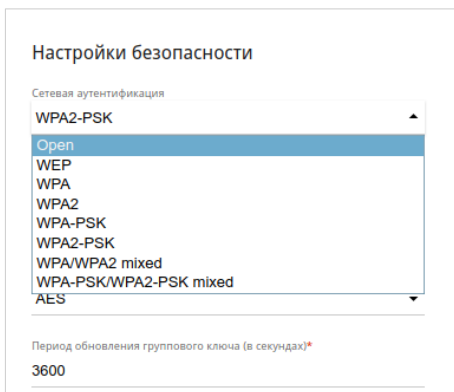 Настройки безопасности
Сетевая аутентификация
WPA2-PSK
Open
WEP
WPA
WPA2
WPA-PSK
WPA2-PSK
WPA/WPA2 mixed
WPA-PSK/WPA2-PSK mixed
AES
Период обновления группового ключа (в секундах)*
3600